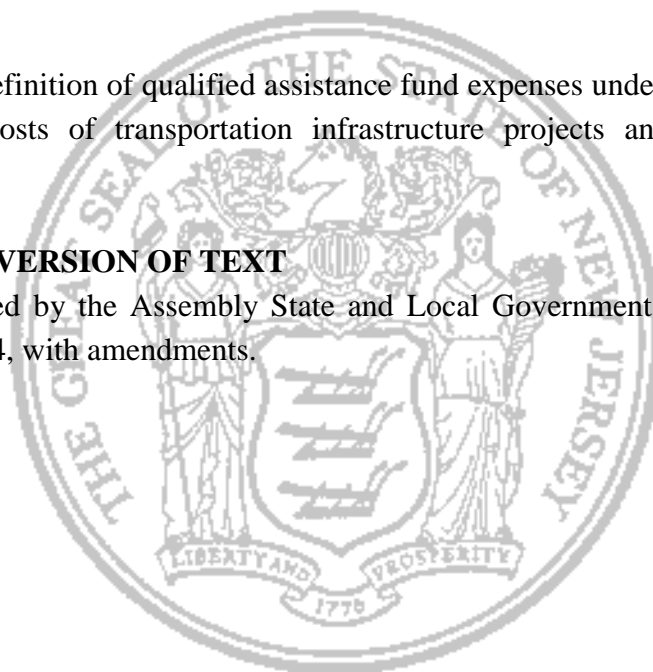 efinition of qualified assistance fund expenses unde
osts of transportation infrastructure projects an
VERSION OF TEXT
ed by the Assembly State and Local Government
4, with amendments.
THE GREAT SEAL OF THE STATE OF NEW JERSEY
LIBERTY AND PROSPERITY
1776